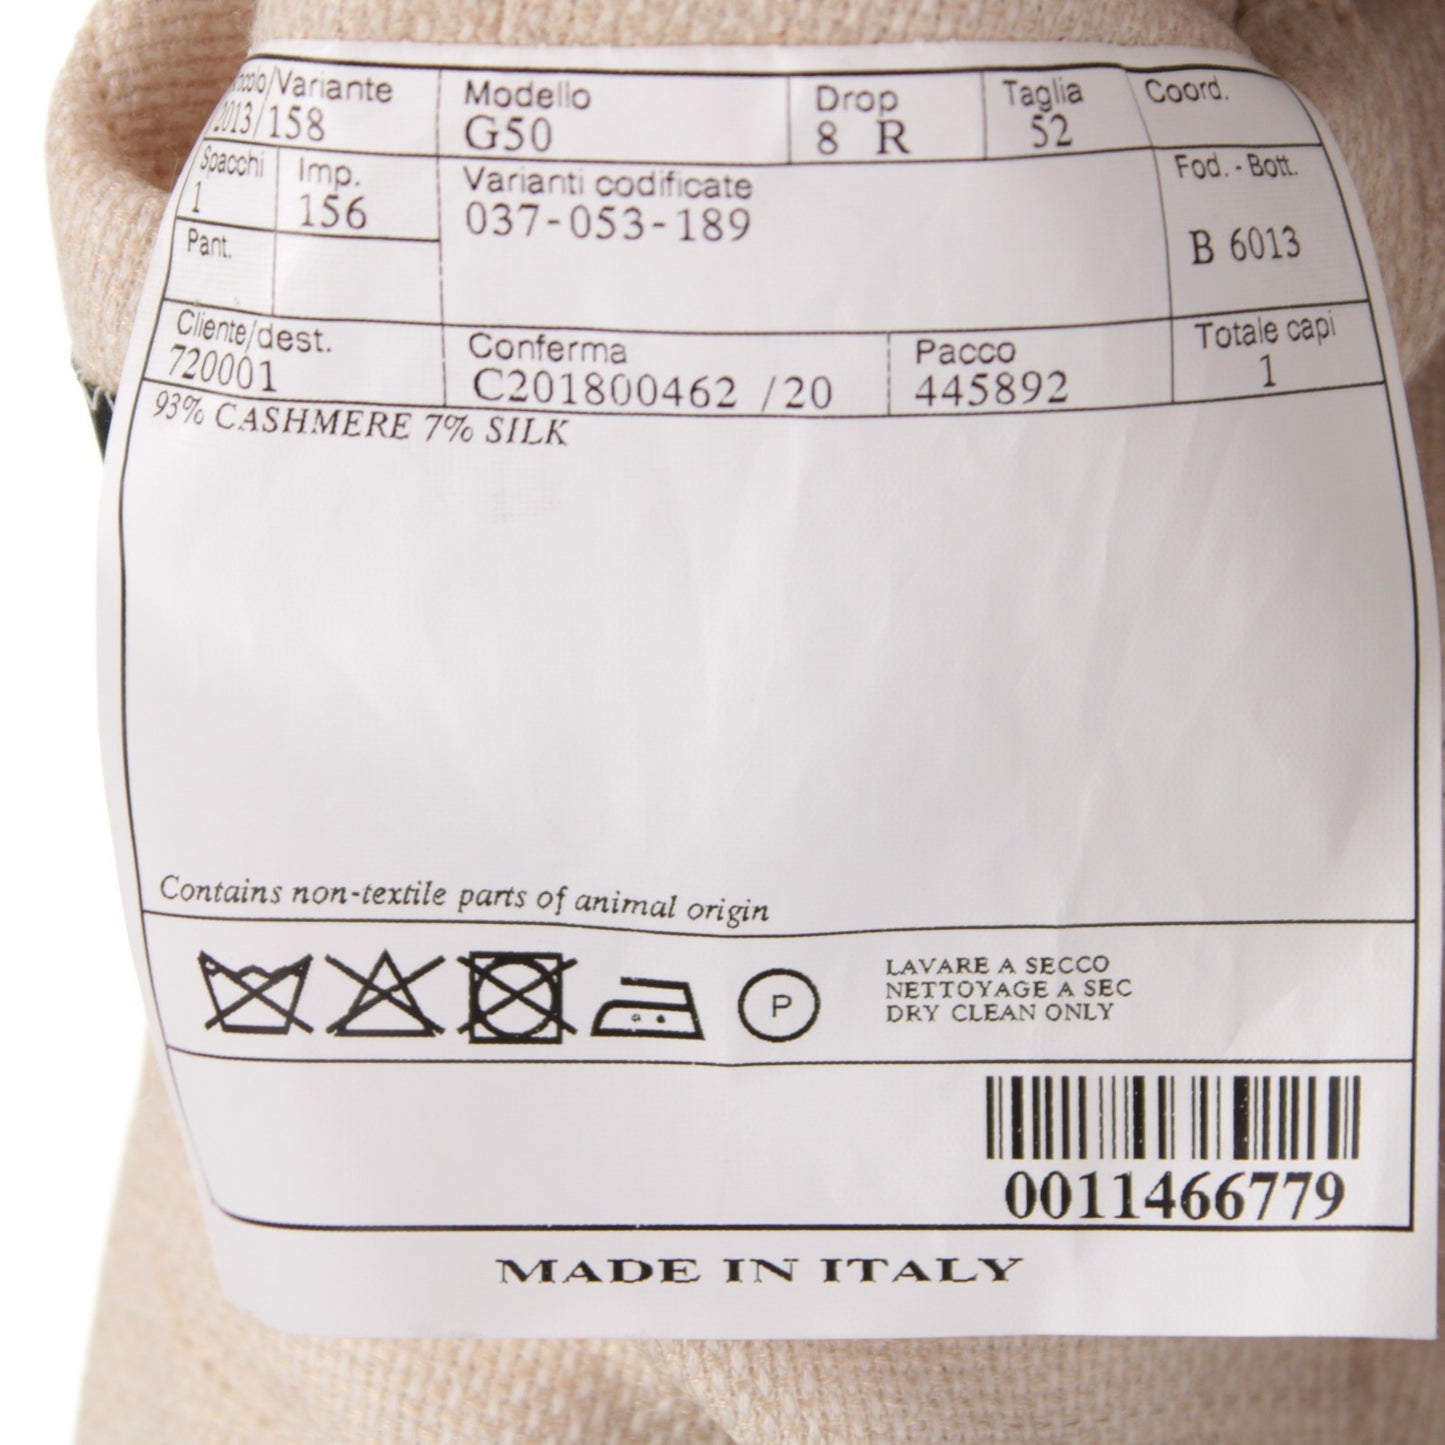 /Variante Modello Drop Taglia Coord.
2013/158 G50 8 R 52
Spacchi Imp. Varianti codificate Fod. - Bott.
1 156 037-053-189
Pant. B 6013
Cliente/dest. Conferma Pacco Totale capi
720001 C201800462 /20 445892 1
93% CASHMERE 7% SILK
Contains non-textile parts of animal origin
P
LAVARE A SECCO
NETTOYAGE A SEC
DRY CLEAN ONLY
0011466779
MADE IN ITALY